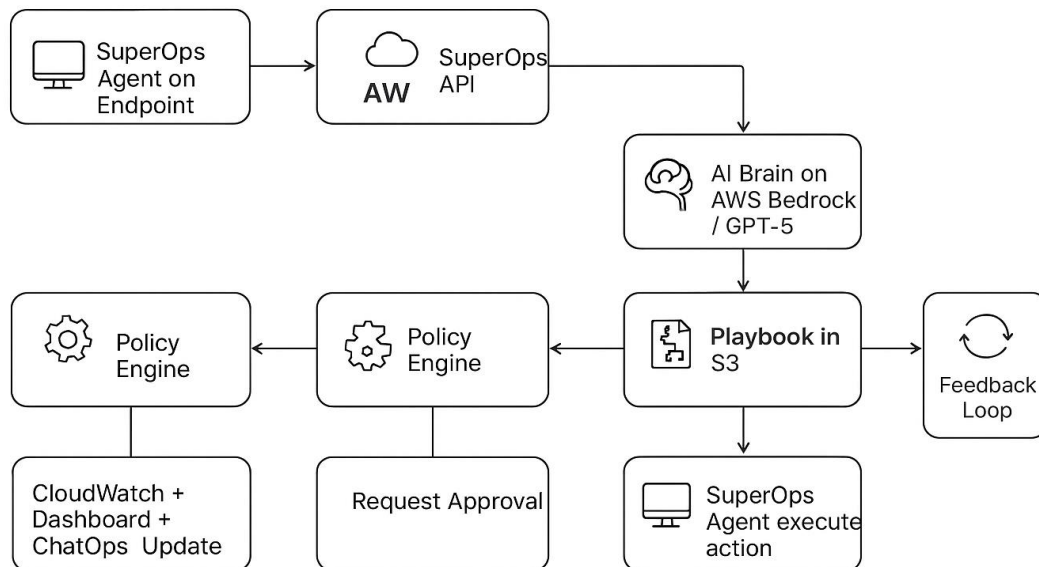 SuperOps
Agent on
Endpoint
AW
SuperOps
API
AI Brain on
AWS Bedrock
/ GPT-5
Policy
Engine
Policy
Engine
Playbook in
S3
Feedback
Loop
CloudWatch +
Dashboard +
ChatOps Update
Request Approval
SuperOps
Agent execute
action